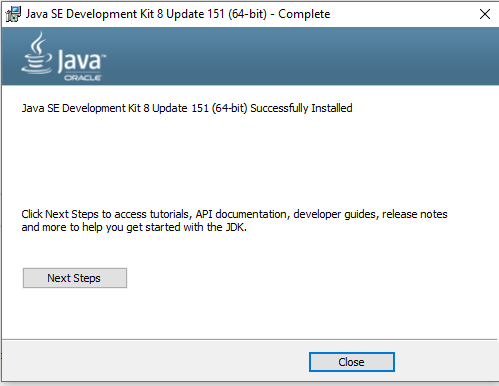 Java SE Development Kit 8 Update 151 (64-bit) - Complete
Java™
ORACLE
Java SE Development Kit 8 Update 151 (64-bit) Successfully Installed
Click Next Steps to access tutorials, API documentation, developer guides, release notes
and more to help you get started with the JDK.
Next Steps
Close